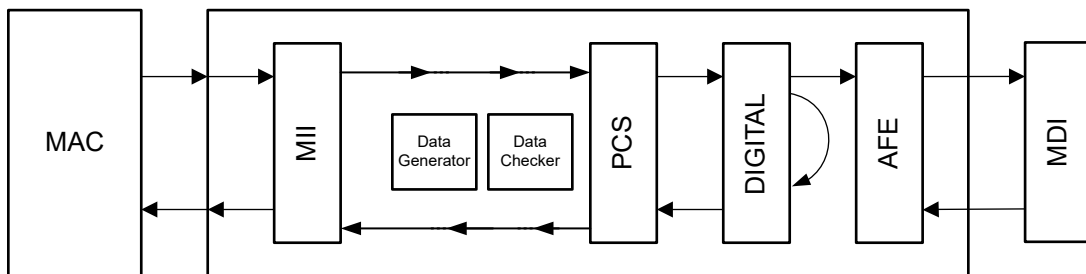 MAC
MII
Data
Generator
Data
Checker
PCS
DIGITAL
AFE
MDI